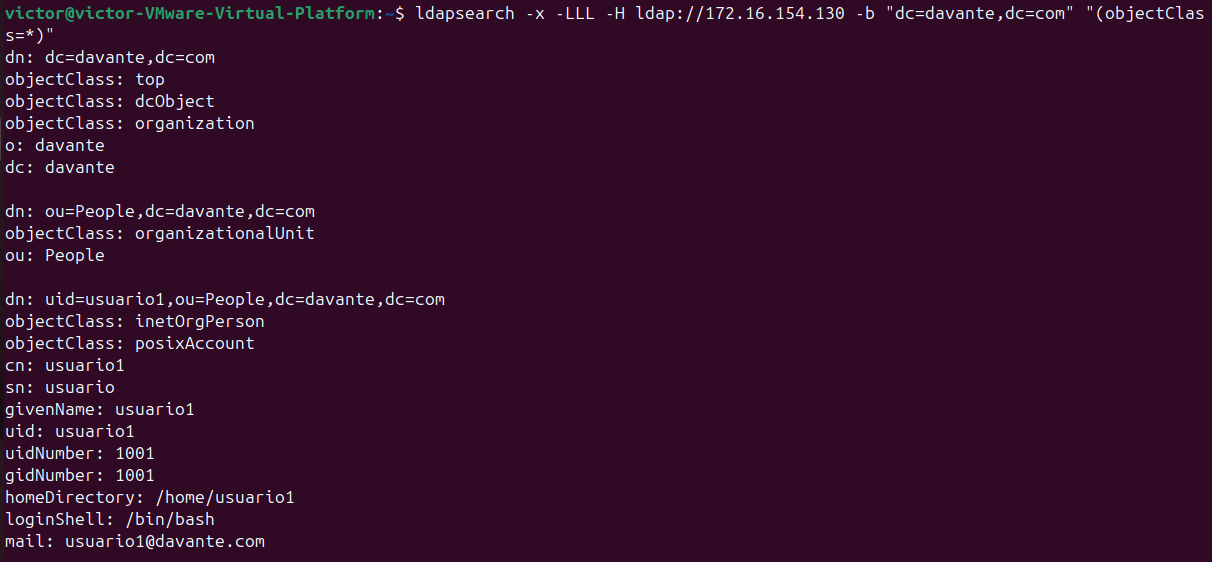 victor@victor-VMware-Virtual-Platform:~$ ldapsearch -x -LLL -H ldap://172.16.154.130 -b "dc=davante,dc=com" "(objectClas
s=*)"
dn: dc=davante,dc=com
objectClass: top
objectClass: dcObject
objectClass: organization
o: davante
dc: davante

dn: ou=People,dc=davante,dc=com
objectClass: organizationalUnit
ou: People

dn: uid=usuario1,ou=People,dc=davante,dc=com
objectClass: inetOrgPerson
objectClass: posixAccount
cn: usuario1
sn: usuario
givenName: usuario1
uid: usuario1
uidNumber: 1001
gidNumber: 1001
homeDirectory: /home/usuario1
loginShell: /bin/bash
mail: usuario1@davante.com